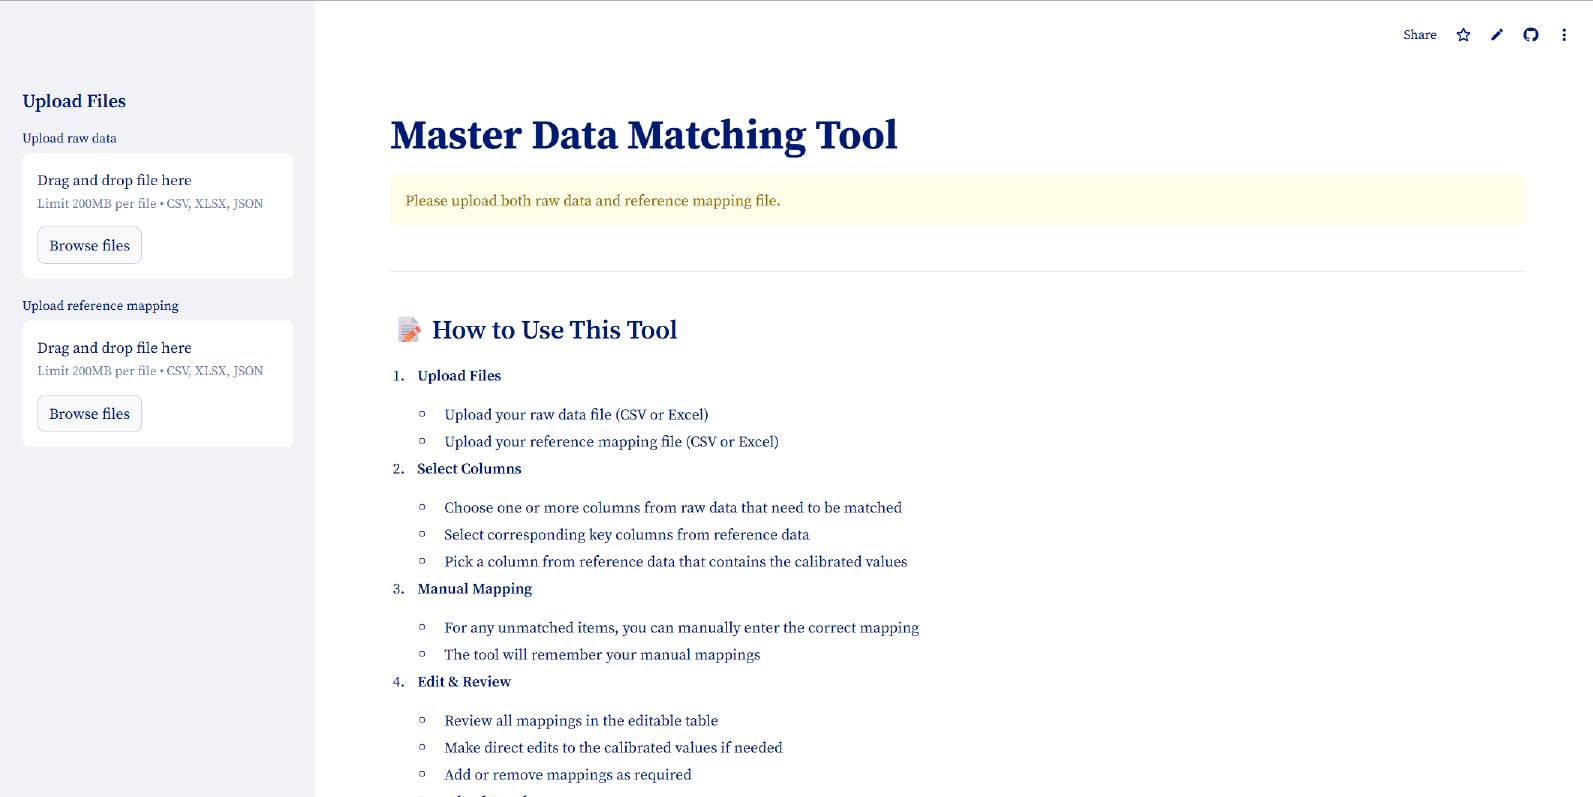 Share
Upload Files
Upload raw data
Drag and drop file here
Limit 200MB per file • CSV, XLSX, JSON
Browse files
Upload reference mapping
Drag and drop file here
Limit 200MB per file • CSV, XLSX, JSON
Browse files
Master Data Matching Tool
Please upload both raw data and reference mapping file.
How to Use This Tool
1. Upload Files
Upload your raw data file (CSV or Excel)
Upload your reference mapping file (CSV or Excel)
2. Select Columns
Choose one or more columns from raw data that need to be matched
Select corresponding key columns from reference data
Pick a column from reference data that contains the calibrated values
3. Manual Mapping
For any unmatched items, you can manually enter the correct mapping
The tool will remember your manual mappings
4. Edit & Review
Review all mappings in the editable table
Make direct edits to the calibrated values if needed
Add or remove mappings as required